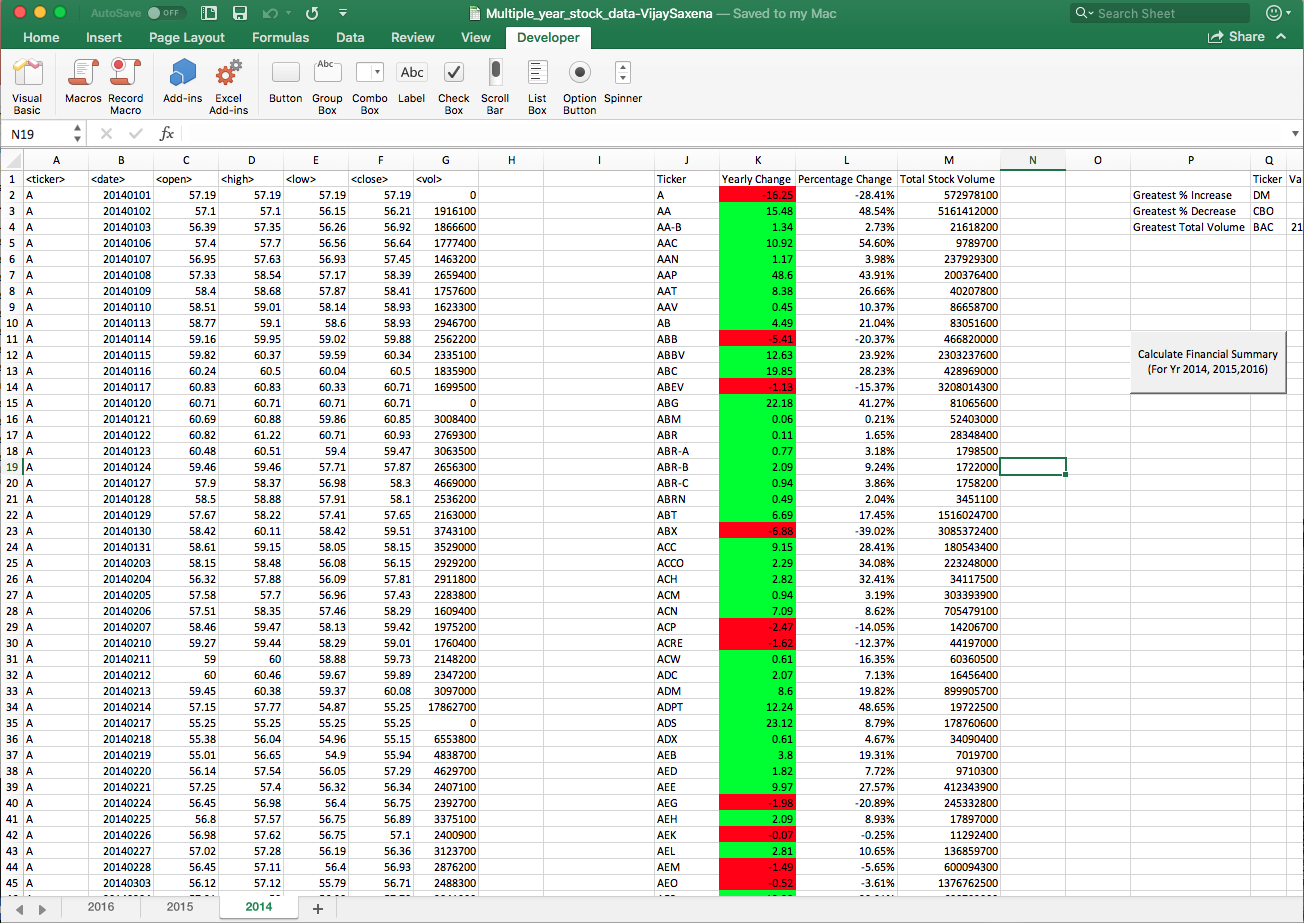 AutoSave OFF Multiple_year_stock_data-VijaySaxena — Saved to my Mac Search Sheet
Home Insert Page Layout Formulas Data Review View Developer Share
Visual Basic Macros Record Macro Add-ins Excel Add-ins Button Group Box Combo Box Label Check Box Scroll Bar List Box Option Button Spinner
Abc Abc
N19 fx
A B C D E F G H I J K L M N O P Q
1 <ticker> <date> <open> <high> <low> <close> <vol> Ticker Yearly Change Percentage Change Total Stock Volume Ticker Va
2 A 20140101 57.19 57.19 57.19 57.19 0 A -16.25 -28.41% 572978100 Greatest % Increase DM
3 A 20140102 57.1 57.1 56.15 56.21 1916100 AA 15.48 48.54% 5161412000 Greatest % Decrease CBO
4 A 20140103 56.39 57.35 56.26 56.92 1866600 AA-B 1.34 2.73% 21618200 Greatest Total Volume BAC 21
5 A 20140106 57.4 57.7 56.56 56.64 1777400 AAC 10.92 54.60% 9789700
6 A 20140107 56.95 57.63 56.93 57.45 1463200 AAN 1.17 3.98% 237929300
7 A 20140108 57.33 58.54 57.17 58.39 2659400 AAP 48.6 43.91% 200376400
8 A 20140109 58.4 58.68 57.87 58.41 1757600 AAT 8.38 26.66% 40207800
9 A 20140110 58.51 59.01 58.14 58.93 1623300 AAV 0.45 10.37% 86658700
10 A 20140113 58.77 59.1 58.6 58.93 2946700 AB 4.49 21.04% 83051600
11 A 20140114 59.16 59.95 59.02 59.88 2562200 ABB -5.41 -20.37% 466820000
12 A 20140115 59.82 60.37 59.59 60.34 2335100 ABBV 12.63 23.92% 2303237600 Calculate Financial Summary
13 A 20140116 60.24 60.5 60.04 60.5 1835900 ABC 19.85 28.23% 428969000 (For Yr 2014, 2015,2016)
14 A 20140117 60.83 60.83 60.33 60.71 1699500 ABEV -1.13 -15.37% 3208014300
15 A 20140120 60.71 60.71 60.71 60.71 0 ABG 22.18 41.27% 81065600
16 A 20140121 60.69 60.88 59.86 60.85 3008400 ABM 0.06 0.21% 52403000
17 A 20140122 60.82 61.22 60.71 60.93 2769300 ABR 0.11 1.65% 28348400
18 A 20140123 60.48 60.51 59.4 59.47 3063500 ABR-A 0.77 3.18% 1798500
19 A 20140124 59.46 59.46 57.71 57.87 2656300 ABR-B 2.09 9.24% 1722000
20 A 20140127 57.9 58.37 56.98 58.3 4669000 ABR-C 0.94 3.86% 1758200
21 A 20140128 58.5 58.88 57.91 58.1 2536200 ABRN 0.49 2.04% 3451100
22 A 20140129 57.67 58.22 57.41 57.65 2163000 ABT 6.69 17.45% 1516024700
23 A 20140130 58.42 60.11 58.42 59.51 3743100 ABX -6.88 -39.02% 3085372400
24 A 20140131 58.61 59.15 58.05 58.15 3529000 ACC 9.15 28.41% 180543400
25 A 20140203 58.15 58.48 56.08 56.15 2929200 ACCO 2.29 34.08% 223248000
26 A 20140204 56.32 57.88 56.09 57.81 2911800 ACH 2.82 32.41% 34117500
27 A 20140205 57.58 57.7 56.96 57.43 2283800 ACM 0.94 3.19% 303393900
28 A 20140206 57.51 58.35 57.46 58.29 1609400 ACN 7.09 8.62% 705479100
29 A 20140207 58.46 59.47 58.13 59.42 1975200 ACP -2.47 -14.05% 14206700
30 A 20140210 59.27 59.44 58.29 59.01 1760400 ACRE -1.62 -12.37% 44197000
31 A 20140211 59 60 58.88 59.73 2148200 ACW 0.61 16.35% 60360500
32 A 20140212 60 60.46 59.67 59.89 2347200 ADC 2.07 7.13% 16456400
33 A 20140213 59.45 60.38 59.37 60.08 3097000 ADM 8.6 19.82% 899905700
34 A 20140214 57.15 57.77 54.87 55.25 17862700 ADPT 12.24 48.65% 19722500
35 A 20140217 55.25 55.25 55.25 55.25 0 ADS 23.12 8.79% 178760600
36 A 20140218 55.38 56.04 54.96 55.15 6553800 ADX 0.61 4.67% 34090400
37 A 20140219 55.01 56.65 54.9 55.94 4838700 AEB 3.8 19.31% 7019700
38 A 20140220 56.14 57.54 56.05 57.29 4629700 AED 1.82 7.72% 9710300
39 A 20140221 57.25 57.4 56.32 56.34 2407100 AEE 9.97 27.57% 412343900
40 A 20140224 56.45 56.98 56.4 56.75 2392700 AEG -1.98 -20.89% 245332800
41 A 20140225 56.8 57.57 56.75 56.89 3375100 AEH 2.09 8.93% 17897000
42 A 20140226 56.98 57.62 56.75 57.1 2400900 AEK -0.07 -0.25% 11292400
43 A 20140227 57.02 57.28 56.19 56.36 3123700 AEL 2.81 10.65% 136859700
44 A 20140228 56.45 57.11 56.4 56.93 2876200 AEM -1.49 -5.65% 600094300
45 A 20140303 56.12 57.12 55.79 56.71 2488300 AEO -0.52 -3.61% 1376762500
2016 2015 2014